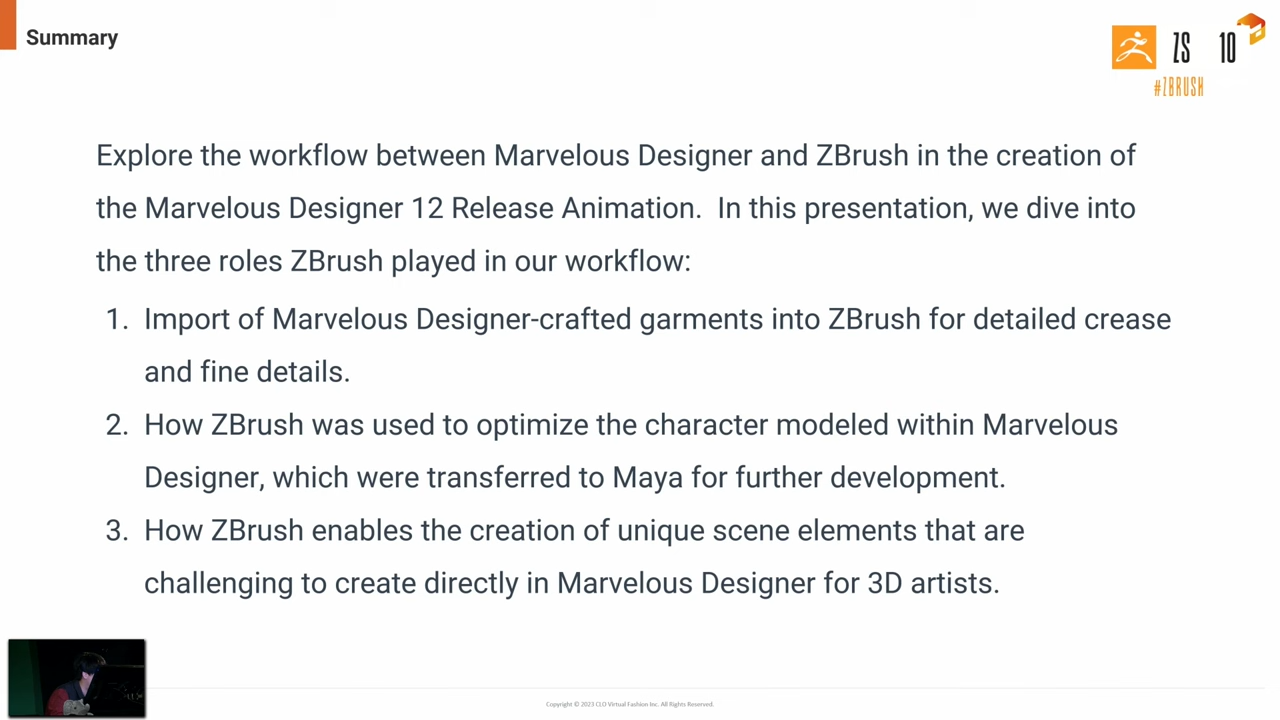 Summary
ZS 10
#ZBRUSH
Explore the workflow between Marvelous Designer and ZBrush in the creation of
the Marvelous Designer 12 Release Animation.  In this presentation, we dive into
the three roles ZBrush played in our workflow:
1. Import of Marvelous Designer-crafted garments into ZBrush for detailed crease
and fine details.
2. How ZBrush was used to optimize the character modeled within Marvelous
Designer, which were transferred to Maya for further development.
3. How ZBrush enables the creation of unique scene elements that are
challenging to create directly in Marvelous Designer for 3D artists.
Copyright © 2023 CLO Virtual Fashion Inc. All Rights Reserved.